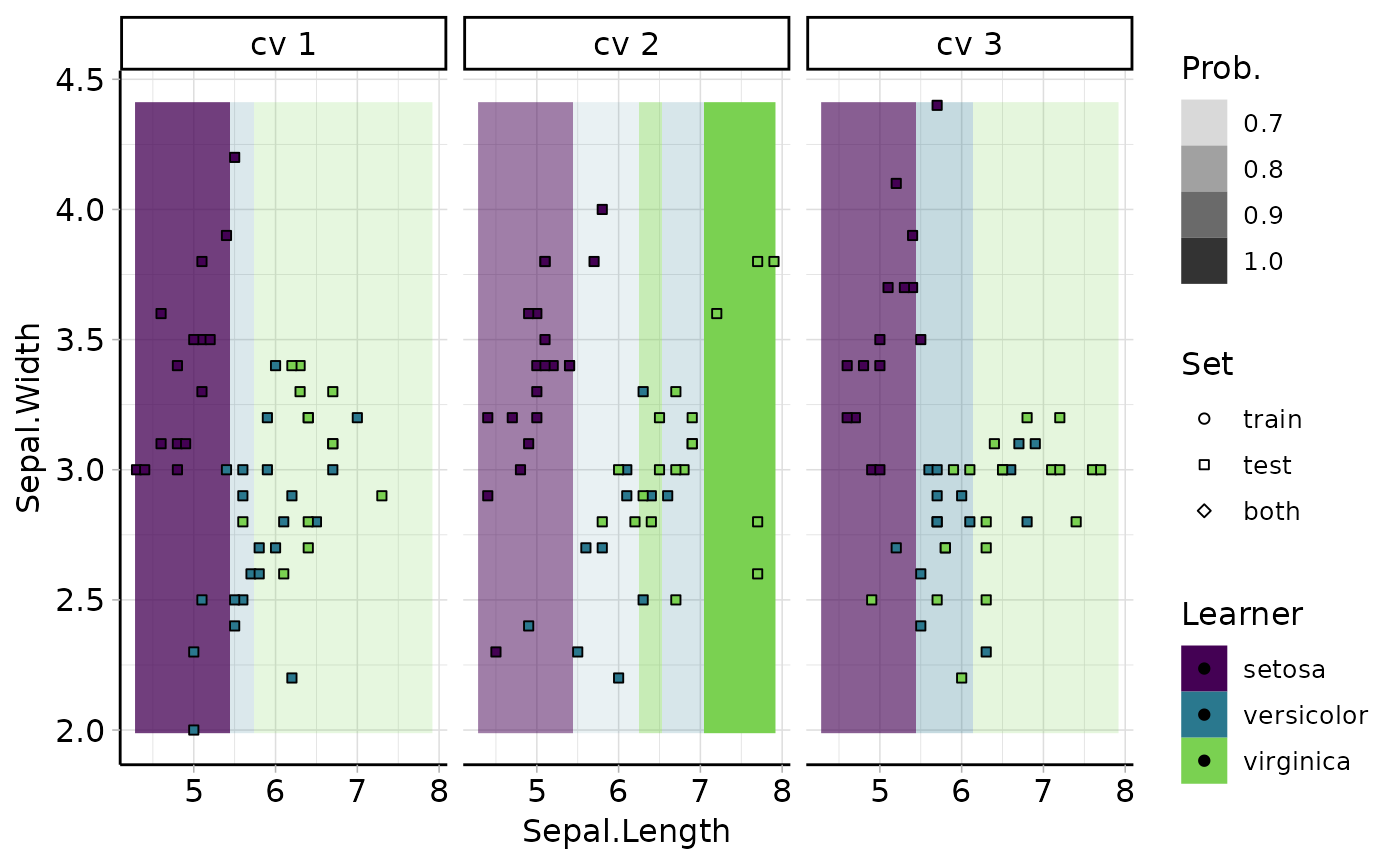 cv 1
cv 2
cv 3
4.5
4.0
3.5
3.0
2.5
2.0
Sepal.Width
5 6 7 8
5 6 7 8
5 6 7 8
Sepal.Length
Prob.
0.7
0.8
0.9
1.0
Set
train
test
both
Learner
setosa
versicolor
virginica